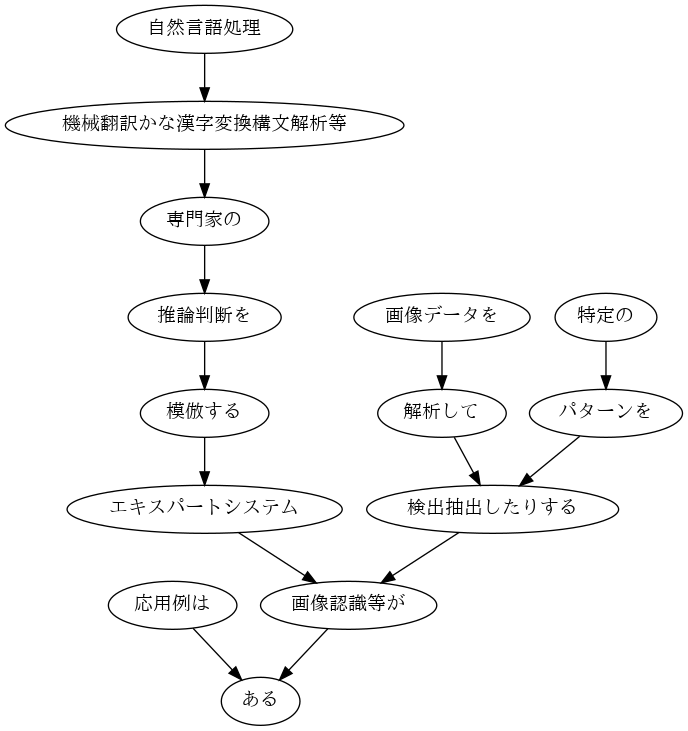 自然言語処理
機械翻訳かな漢字変換構文解析等
専門家の
推論判断を
画像データを
特定の
模倣する
解析して
パターンを
エキスパートシステム
検出抽出したりする
応用例は
画像認識等が
ある